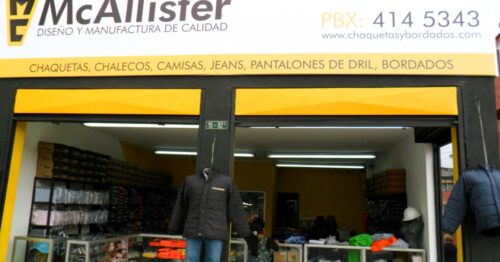 MC
McAllister
DISEÑO Y MANUFACTURA DE CALIDAD
PBX: 414 5343
www.chaquetasybordados.com
CHAQUETAS, CHALECOS, CAMISAS, JEANS, PANTALONES DE DRIL, BORDADOS